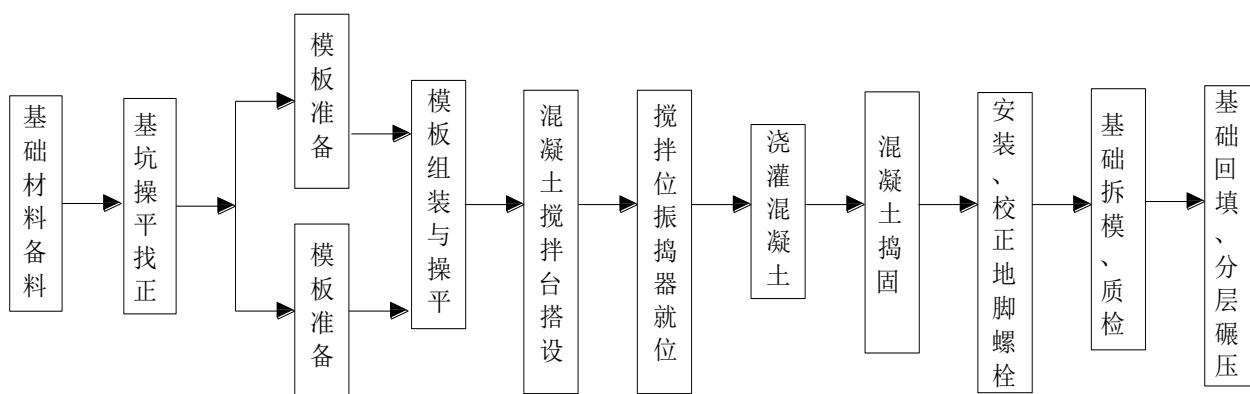 基础材料备料
基坑操平找正
模板准备
模板准备
模板组装与操平
混凝土搅拌台搭设
搅拌位振捣器就位
浇灌混凝土
混凝土捣固
安装、校正地脚螺栓
基础拆模、质检
基础回填、分层碾压